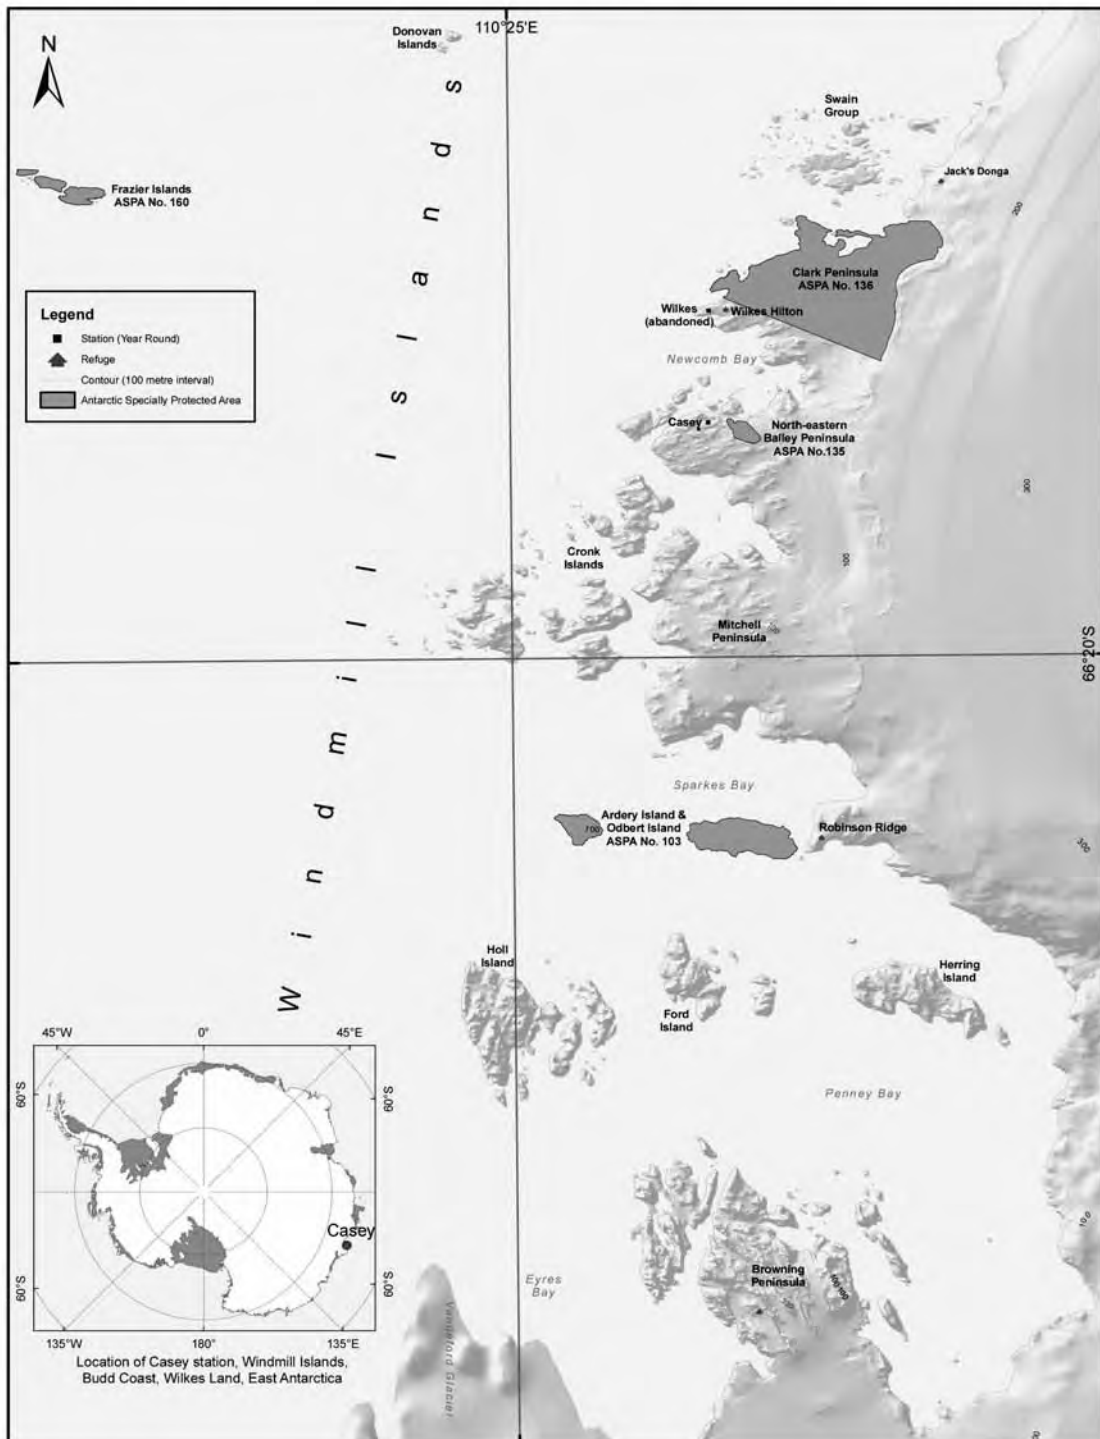 110°25'E
Donovan
Islands
N
Swain
Group
Jack's Donga
Frazier Islands
ASPA No. 160
200
Clark Peninsula
ASPA No. 136
Legend
Station (Year Round)
Refuge
Contour (100 metre interval)
Antarctic Specially Protected Area
Wilkes
(abandoned)
Wilkes Hilton
Newcomb Bay
Casey
North-eastern
Bailey Peninsula
ASPA No.135
300
100
Cronk
Islands
Mitchell
Peninsula
66°20'S
Windmill Islands
Sparkes Bay
Ardery Island &
Odbert Island
ASPA No. 103
100
Robinson Ridge
300
Holl
Island
Ford
Island
Herring
Island
Penney Bay
45°W
0°
45°E
60°S
60°S
Casey
60°S
60°S
135°W
180°
135°E
Location of Casey station, Windmill Islands,
Budd Coast, Wilkes Land, East Antarctica
Eyres
Bay
Vanderford Glacier
Browning
Peninsula
100
100
100